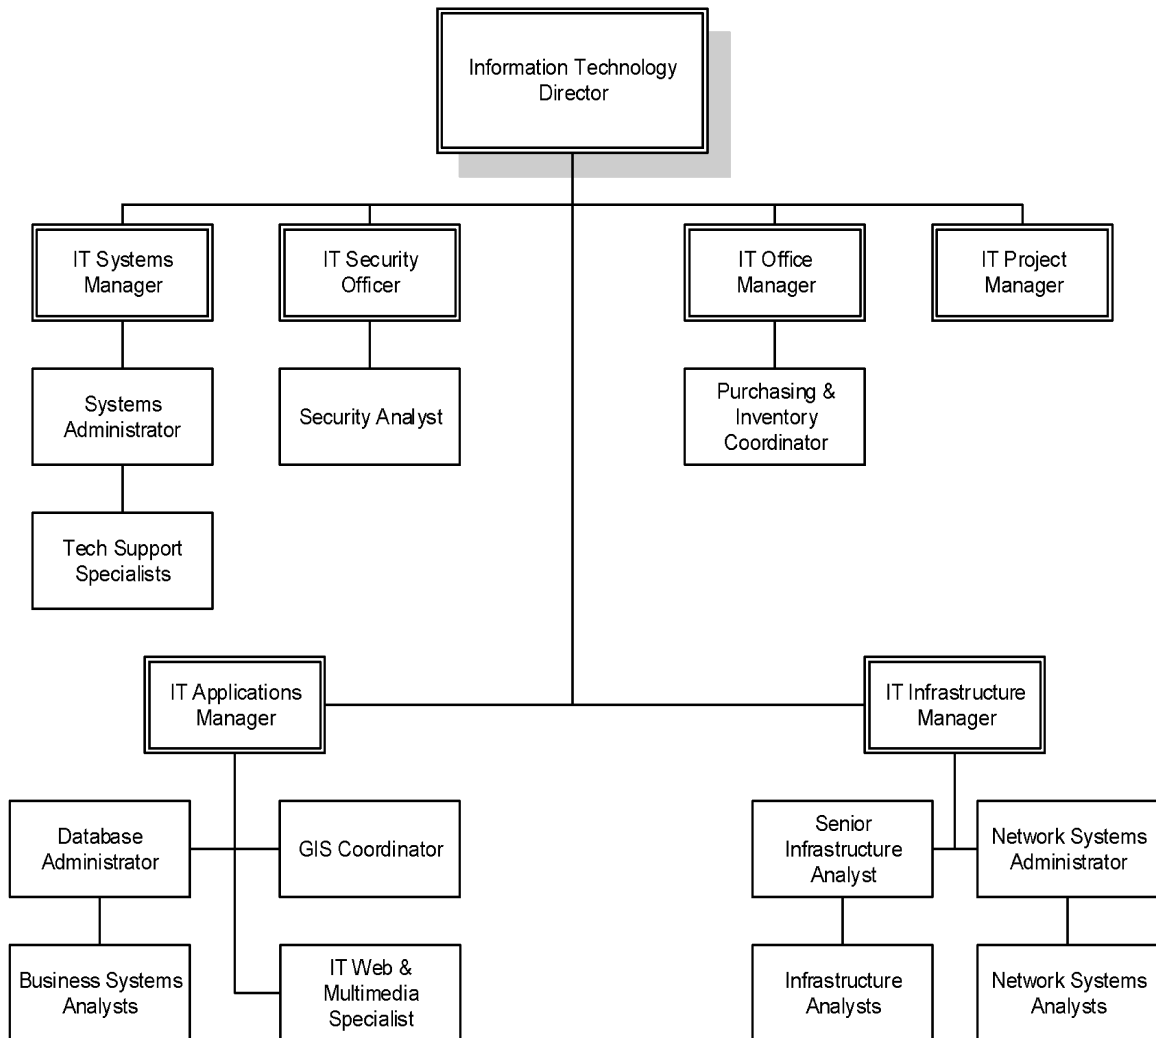 Information Technology
Director
IT Systems
Manager
IT Security
Officer
IT Office
Manager
IT Project
Manager
Systems
Administrator
Security Analyst
Purchasing &
Inventory
Coordinator
Tech Support
Specialists
IT Applications
Manager
IT Infrastructure
Manager
Database
Administrator
GIS Coordinator
Senior
Infrastructure
Analyst
Network Systems
Administrator
Business Systems
Analysts
IT Web &
Multimedia
Specialist
Infrastructure
Analysts
Network Systems
Analysts